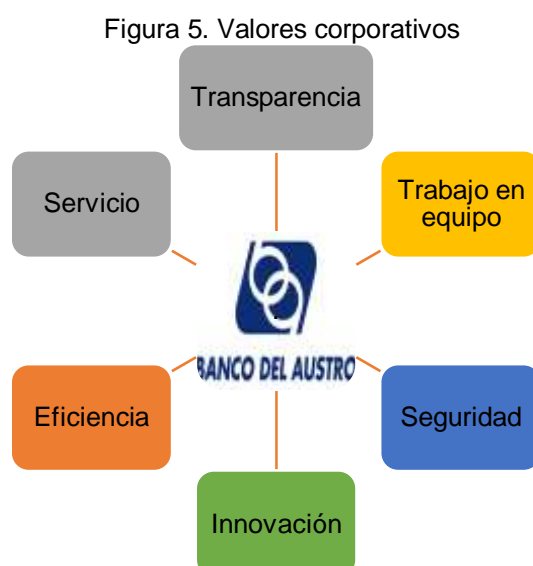 Figura 5. Valores corporativos
Transparencia
Servicio
Trabajo en
equipo
BANCO DEL AUSTRO
Eficiencia
Seguridad
Innovación